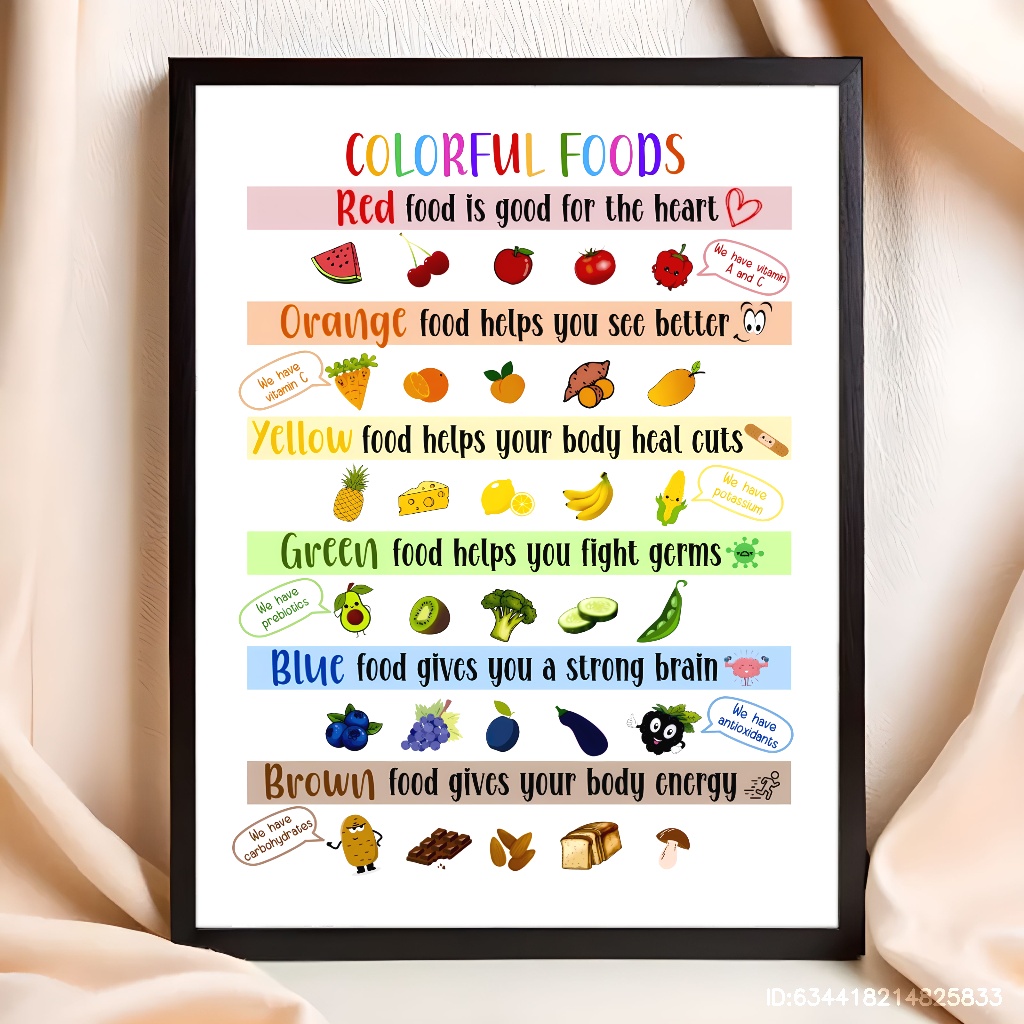 COLORFUL FOODS
Red food is good for the heart
We have vitamin
A and C
Orange food helps you see better
We have
vitamin C
Yellow food helps your body heal cuts
We have
potassium
Green food helps you fight germs
We have
prebiotics
Blue food gives you a strong brain
We have
antioxidants
Brown food gives your body energy
We have
carbohydrates
ID:634418214825833